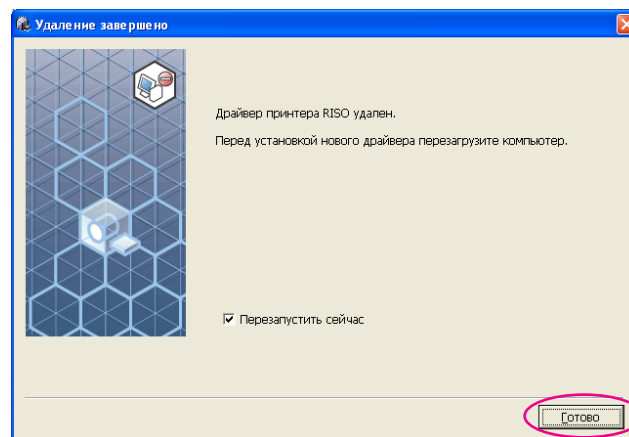 Удаление завершено
Драйвер принтера RISO удален.
Перед установкой нового драйвера перезагрузите компьютер.
Перезапустить сейчас
Готово